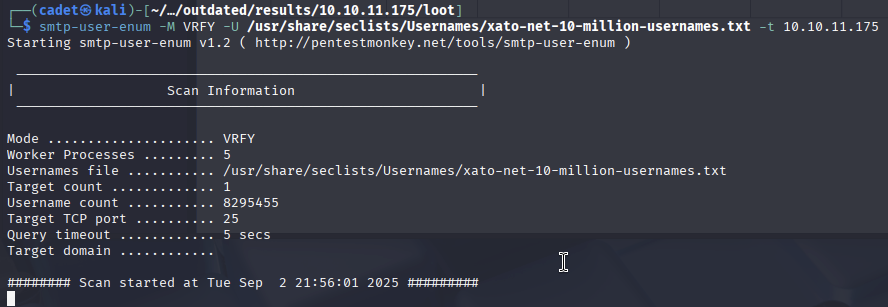 ┌──(cadet㉿kali)-[~/…/outdated/results/10.10.11.175/loot]
└─$ smtp-user-enum -M VRFY -U /usr/share/seclists/Usernames/xato-net-10-million-usernames.txt -t 10.10.11.175
Starting smtp-user-enum v1.2 ( http://pentestmonkey.net/tools/smtp-user-enum )
 __________________________________________________________
|                   Scan Information                       |
 __________________________________________________________
Mode ..................... VRFY
Worker Processes ......... 5
Usernames file ........... /usr/share/seclists/Usernames/xato-net-10-million-usernames.txt
Target count ............. 1
Username count ........... 8295455
Target TCP port .......... 25
Query timeout ............ 5 secs
Target domain ............
######## Scan started at Tue Sep  2 21:56:01 2025 #########